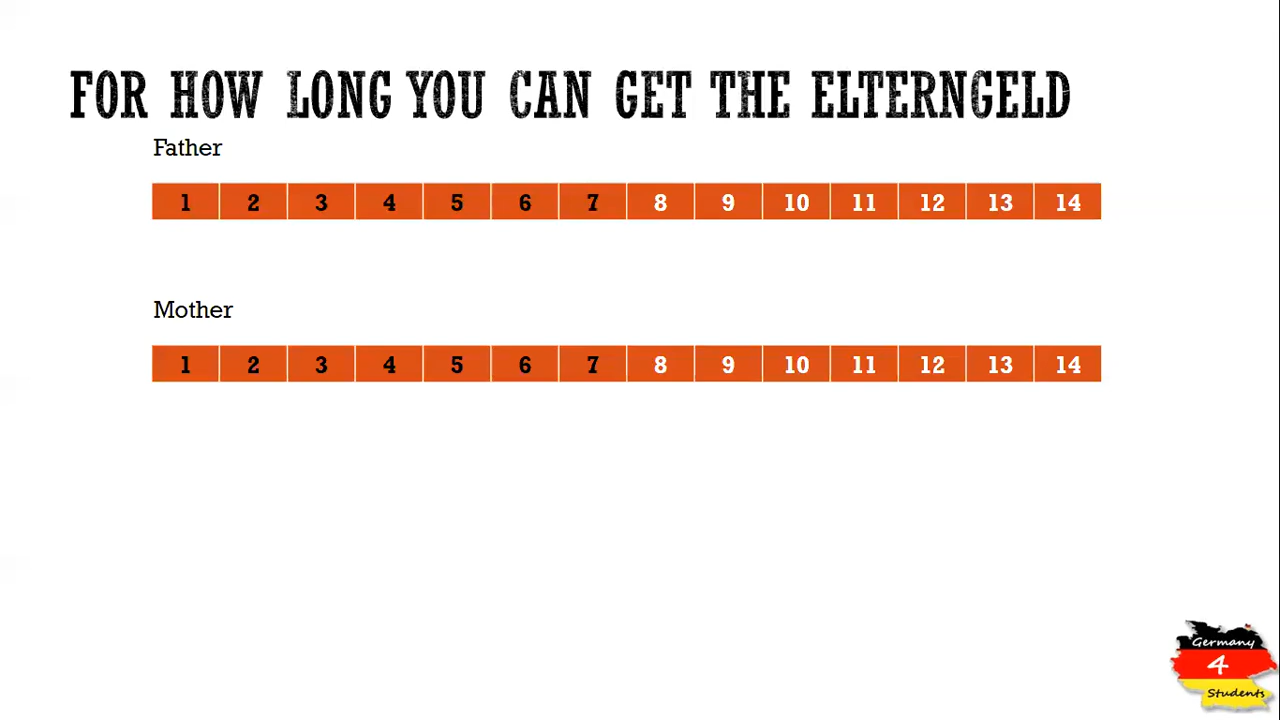 FOR HOW LONG YOU CAN GET THE ELTERNGELD
Father
1 2 3 4 5 6 7 8 9 10 11 12 13 14
Mother
1 2 3 4 5 6 7 8 9 10 11 12 13 14
Germany
4
Students